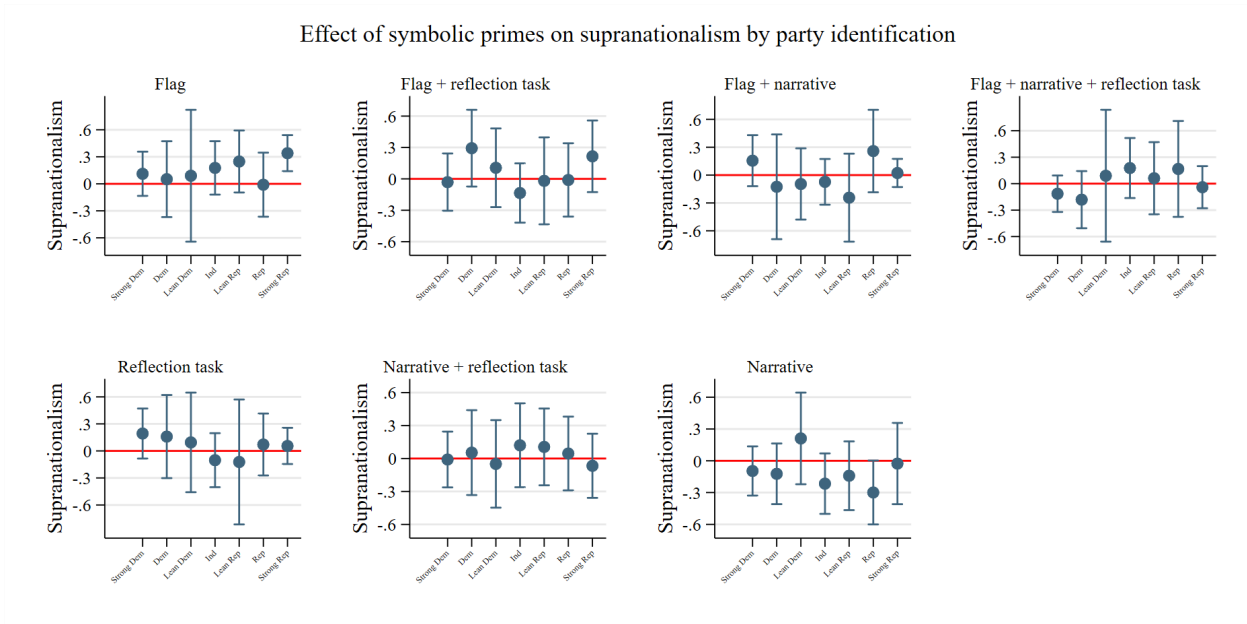 Effect of symbolic primes on supranationalism by party identification
Flag
Supranationalism
.6
.3
0
-.3
-.6
Strong Dem
Dem
Lean Dem
Ind
Lean Rep
Rep
Strong Rep
Flag + reflection task
Supranationalism
.6
.3
0
-.3
-.6
Strong Dem
Dem
Lean Dem
Ind
Lean Rep
Rep
Strong Rep
Flag + narrative
Supranationalism
.6
.3
0
-.3
-.6
Strong Dem
Dem
Lean Dem
Ind
Lean Rep
Rep
Strong Rep
Flag + narrative + reflection task
Supranationalism
.6
.3
0
-.3
-.6
Strong Dem
Dem
Lean Dem
Ind
Lean Rep
Rep
Strong Rep
Reflection task
Supranationalism
.6
.3
0
-.3
-.6
Strong Dem
Dem
Lean Dem
Ind
Lean Rep
Rep
Strong Rep
Narrative + reflection task
Supranationalism
.6
.3
0
-.3
-.6
Strong Dem
Dem
Lean Dem
Ind
Lean Rep
Rep
Strong Rep
Narrative
Supranationalism
.6
.3
0
-.3
-.6
Strong Dem
Dem
Lean Dem
Ind
Lean Rep
Rep
Strong Rep